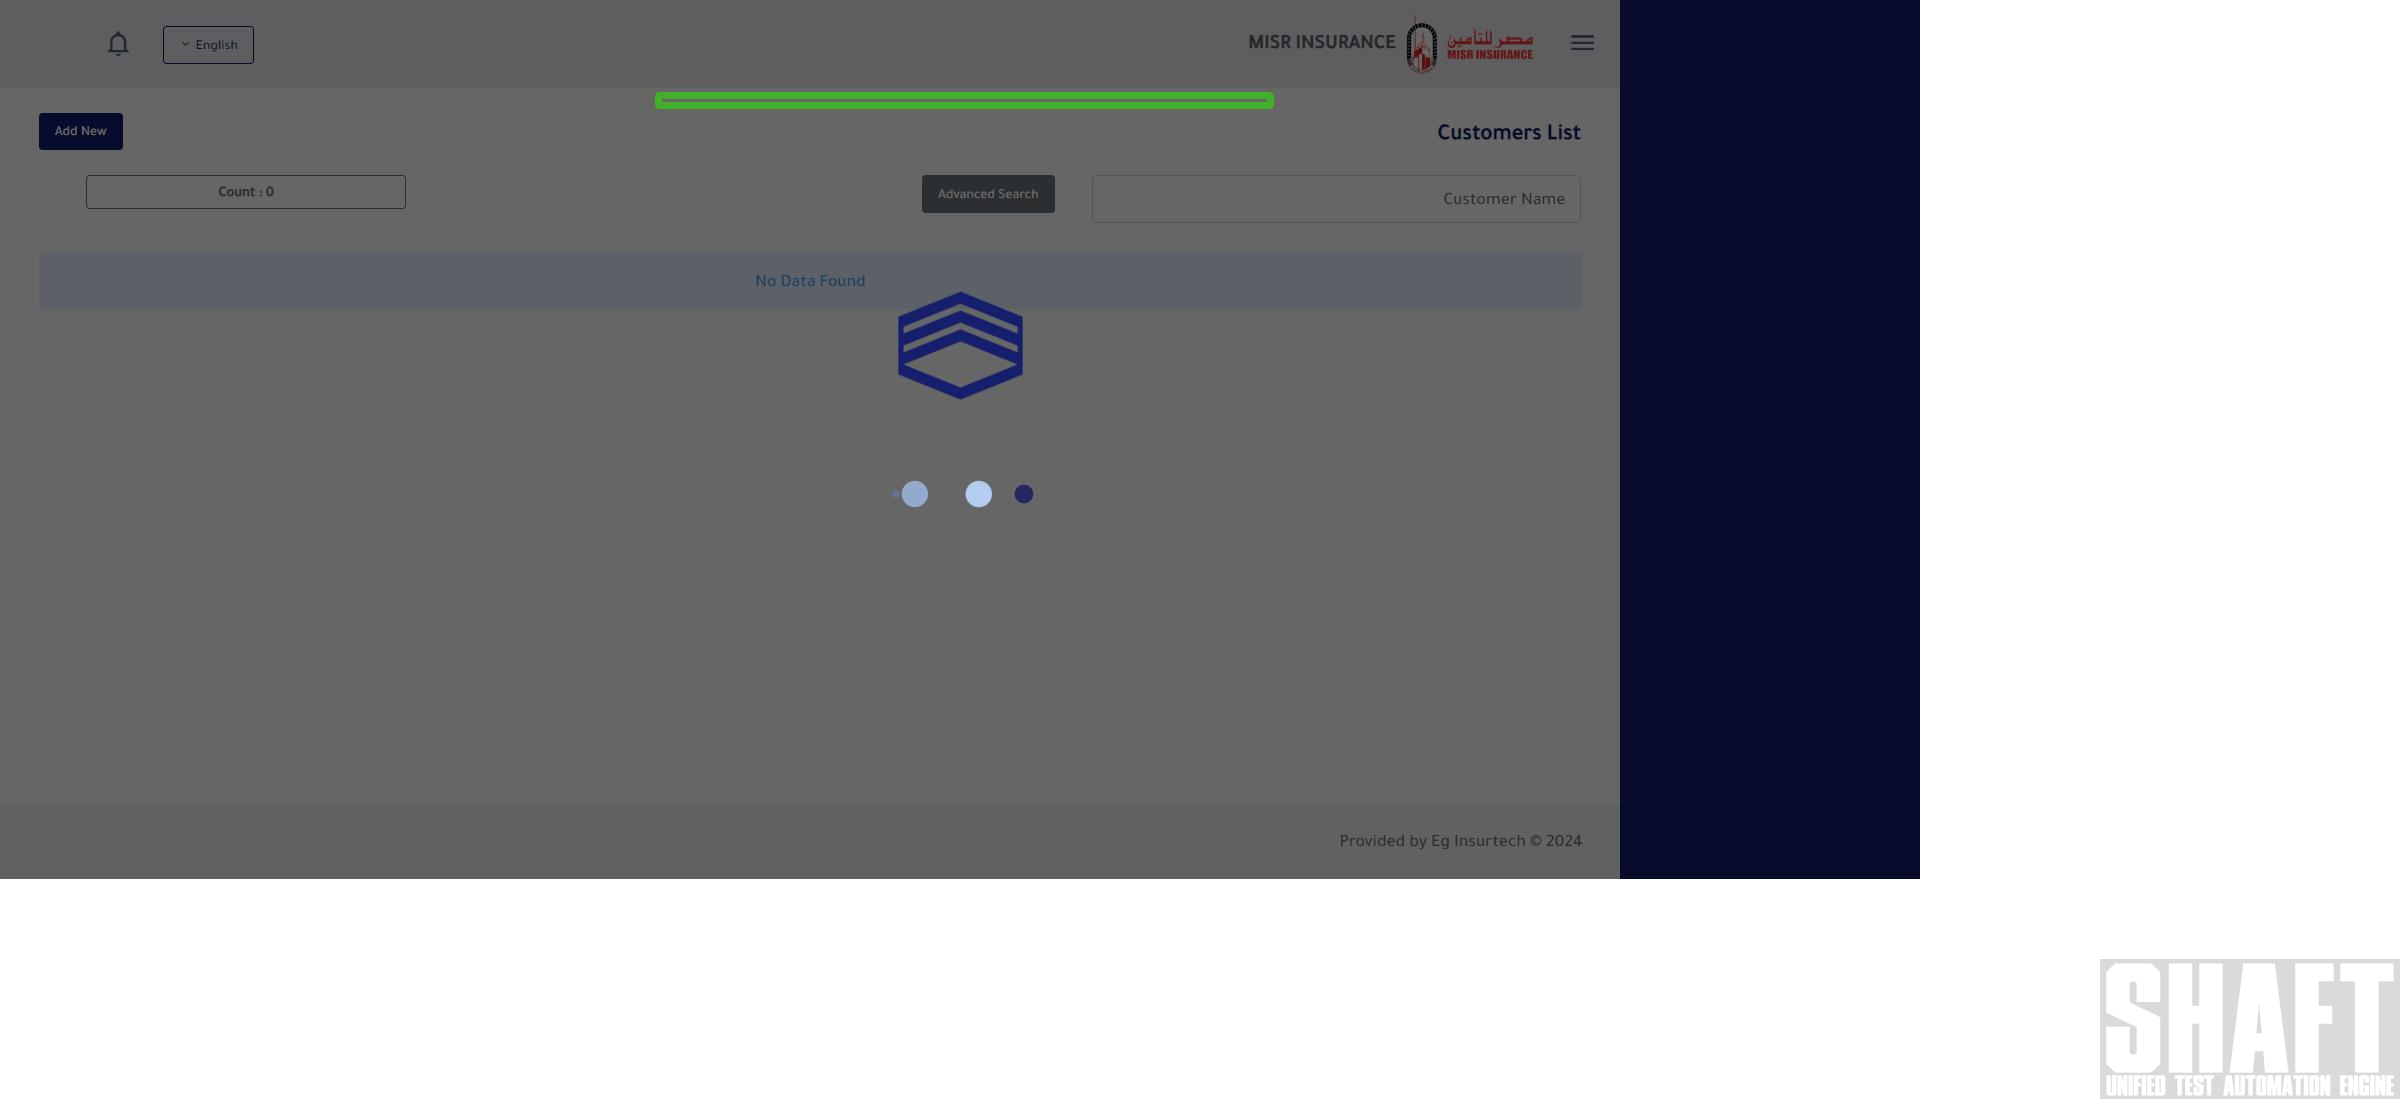 English
MISR INSURANCE
مصر للتأمين
MISR INSURANCE
Add New
Customers List
Count : 0
Advanced Search
Customer Name
No Data Found
Provided by Eg Insurtech © 2024
SHAFT
UNIFIED TEST AUTOMATION ENGINE